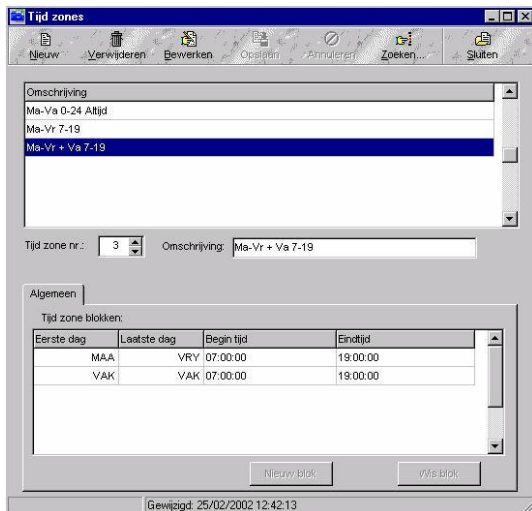 Tijd zones
Nieuw Verwijderen Bewerken Opslaan Annuleren Zoeken... Sluiten
Omschrijving
Ma-Va 0-24 Altijd
Ma-Vr 7-19
Ma-Vr + Va 7-19
Tijd zone nr.: 3 Omschrijving: Ma-Vr + Va 7-19
Algemeen
Tijd zone blokken:
Eerste dag Laatste dag Begin tijd Eindtijd
MAA VRY 07:00:00 19:00:00
VAK VAK 07:00:00 19:00:00
Nieuw blok Wis blok
Gewijzigd: 25/02/2002 12:42:13